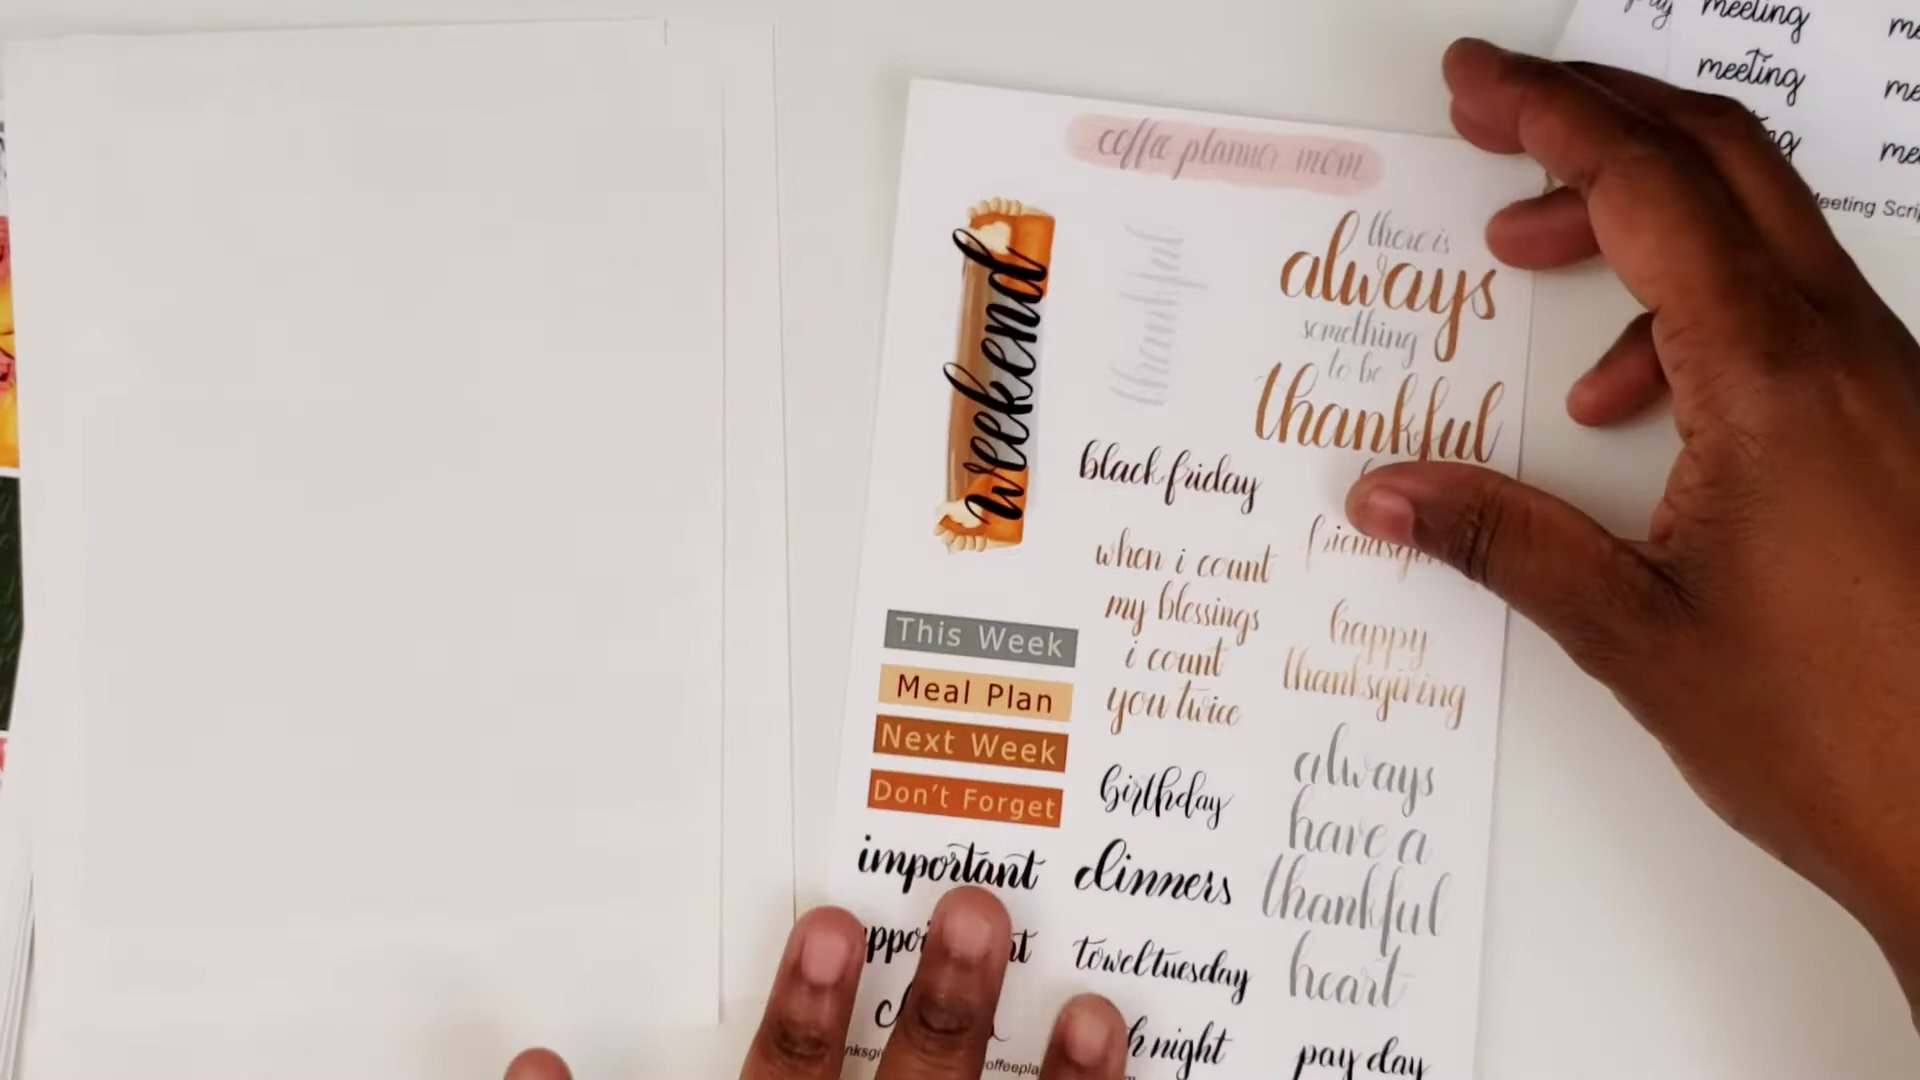 coffee planner mom
weekend
thankful
there is
always
something
to be
thankful
black friday
when i count
my blessings
i count
you twice
happy
thanksgiving
This Week
Meal Plan
Next Week
Don't Forget
birthday
always
have a
thankful
heart
important
dinners
towel tuesday
night
pay day
meeting
meeting